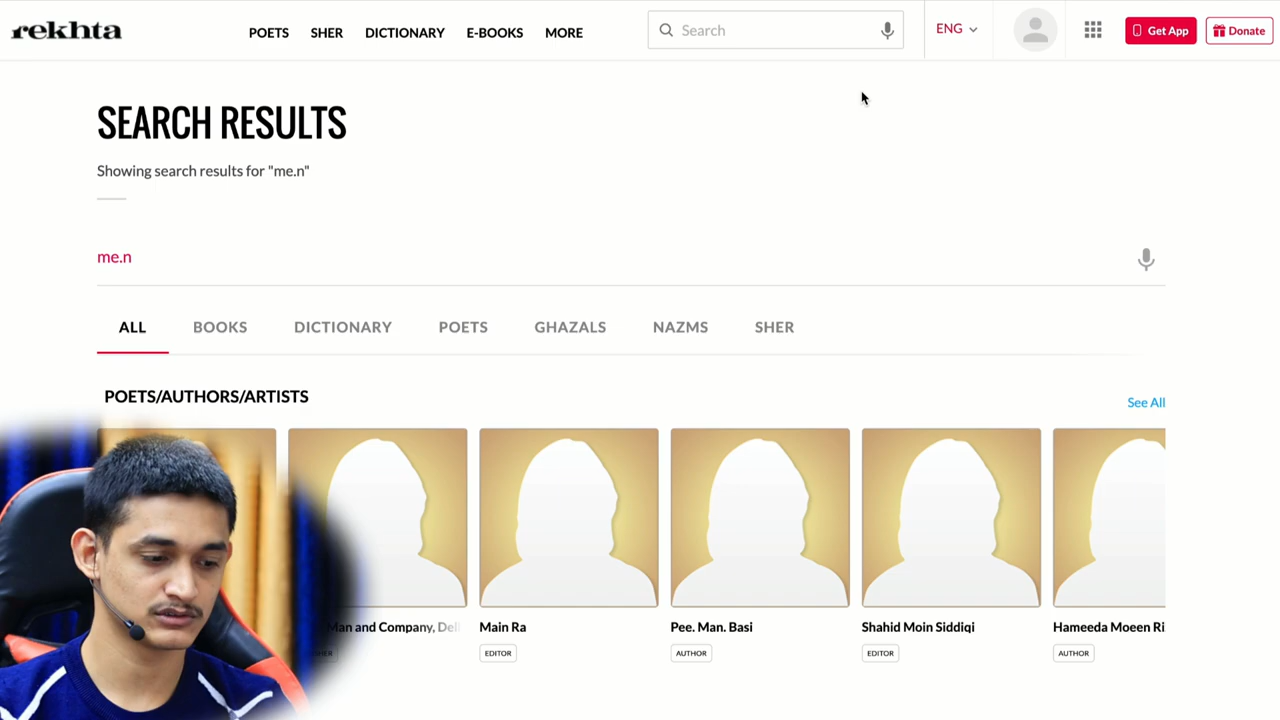 rekhta
POETS SHER DICTIONARY E-BOOKS MORE
Search
ENG
Get App
Donate
SEARCH RESULTS
Showing search results for "me.n"
me.n
ALL BOOKS DICTIONARY POETS GHAZALS NAZMS SHER
POETS/AUTHORS/ARTISTS
See All
Man and Company, Del
Main Ra
Pee. Man. Basi
Shahid Moin Siddiqi
Hameeda Moeen Ri
EDITOR
AUTHOR
EDITOR
AUTHOR